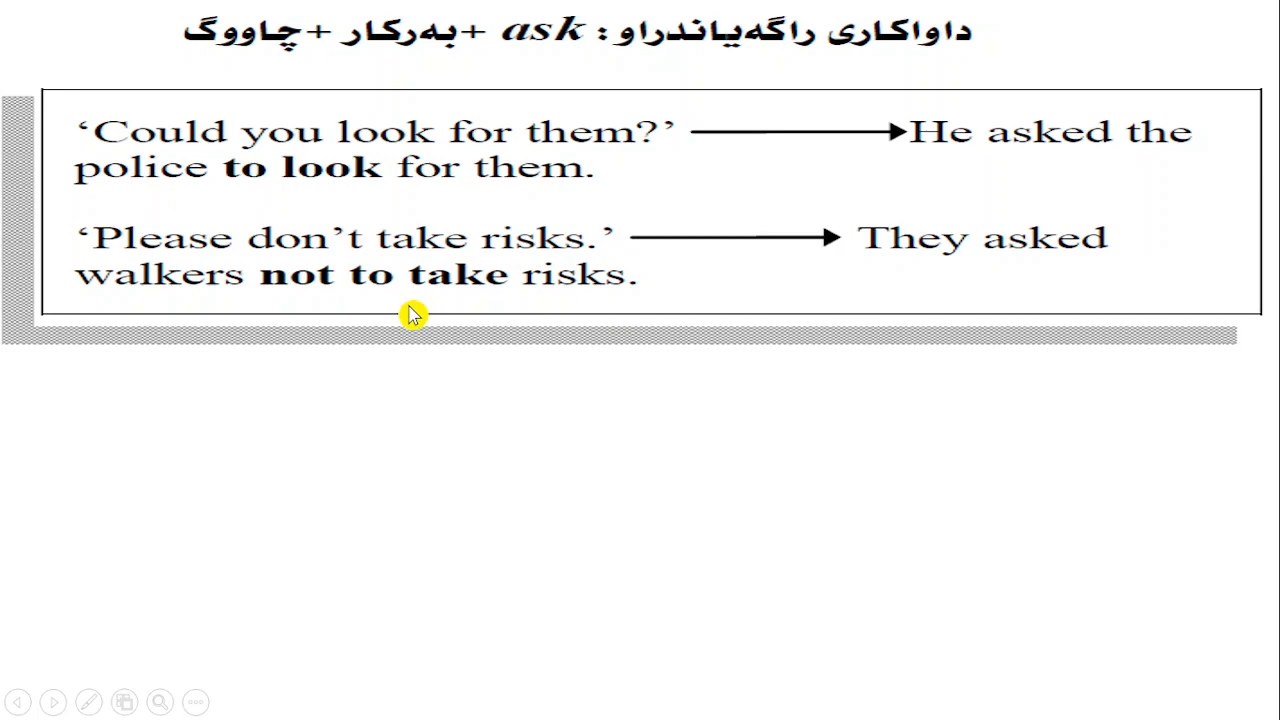 داواکاری راگەیاندراو : ask +بەرکار +چاووگ
‘Could you look for them?’ He asked the
police to look for them.
‘Please don’t take risks.’ They asked
walkers not to take risks.